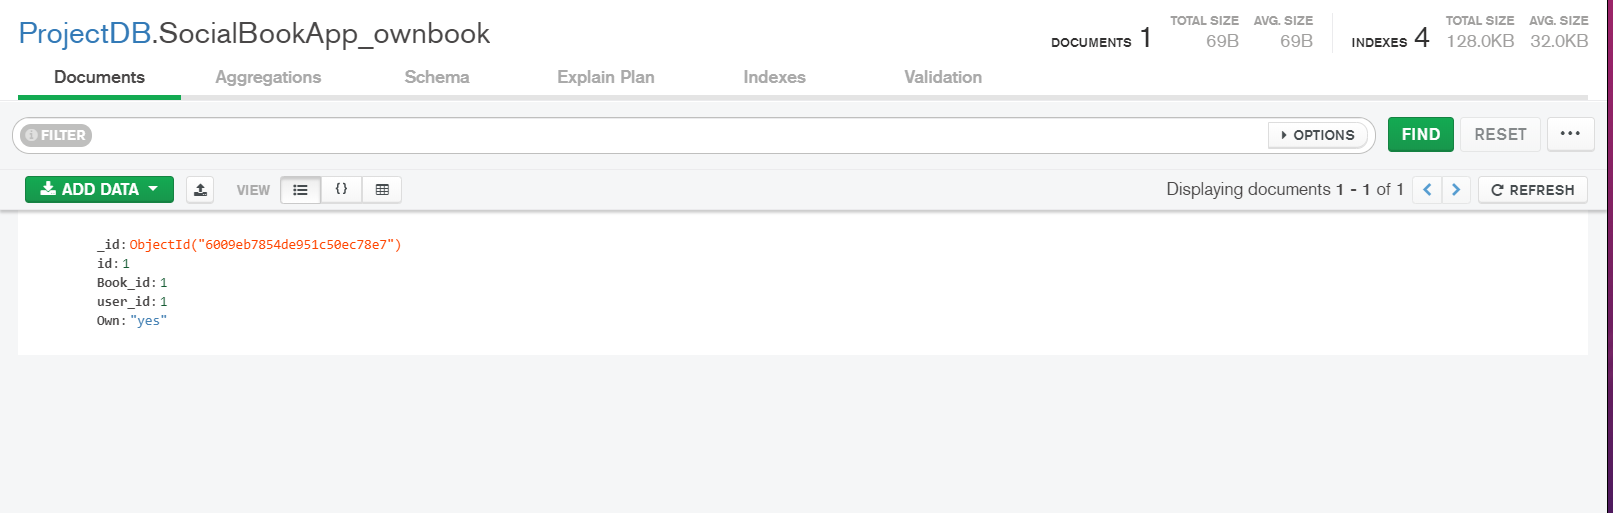 ProjectDB.SocialBookApp_ownbook
DOCUMENTS 1 TOTAL SIZE 69B AVG. SIZE 69B INDEXES 4 TOTAL SIZE 128.0KB AVG. SIZE 32.0KB
Documents Aggregations Schema Explain Plan Indexes Validation
FILTER OPTIONS FIND RESET ...
ADD DATA VIEW { } Displaying documents 1 - 1 of 1 < > REFRESH
_id: ObjectId("6009eb7854de951c50ec78e7")
id: 1
Book_id: 1
user_id: 1
Own: "yes"